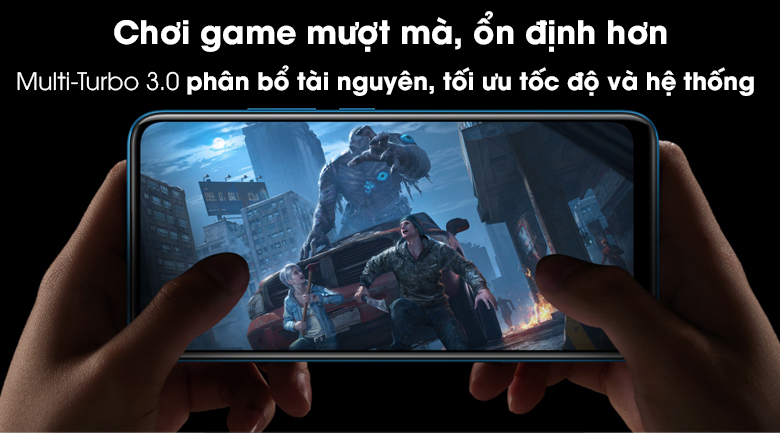 Chơi game mượt mà, ổn định hơn
Multi-Turbo 3.0 phân bổ tài nguyên, tối ưu tốc độ và hệ thống